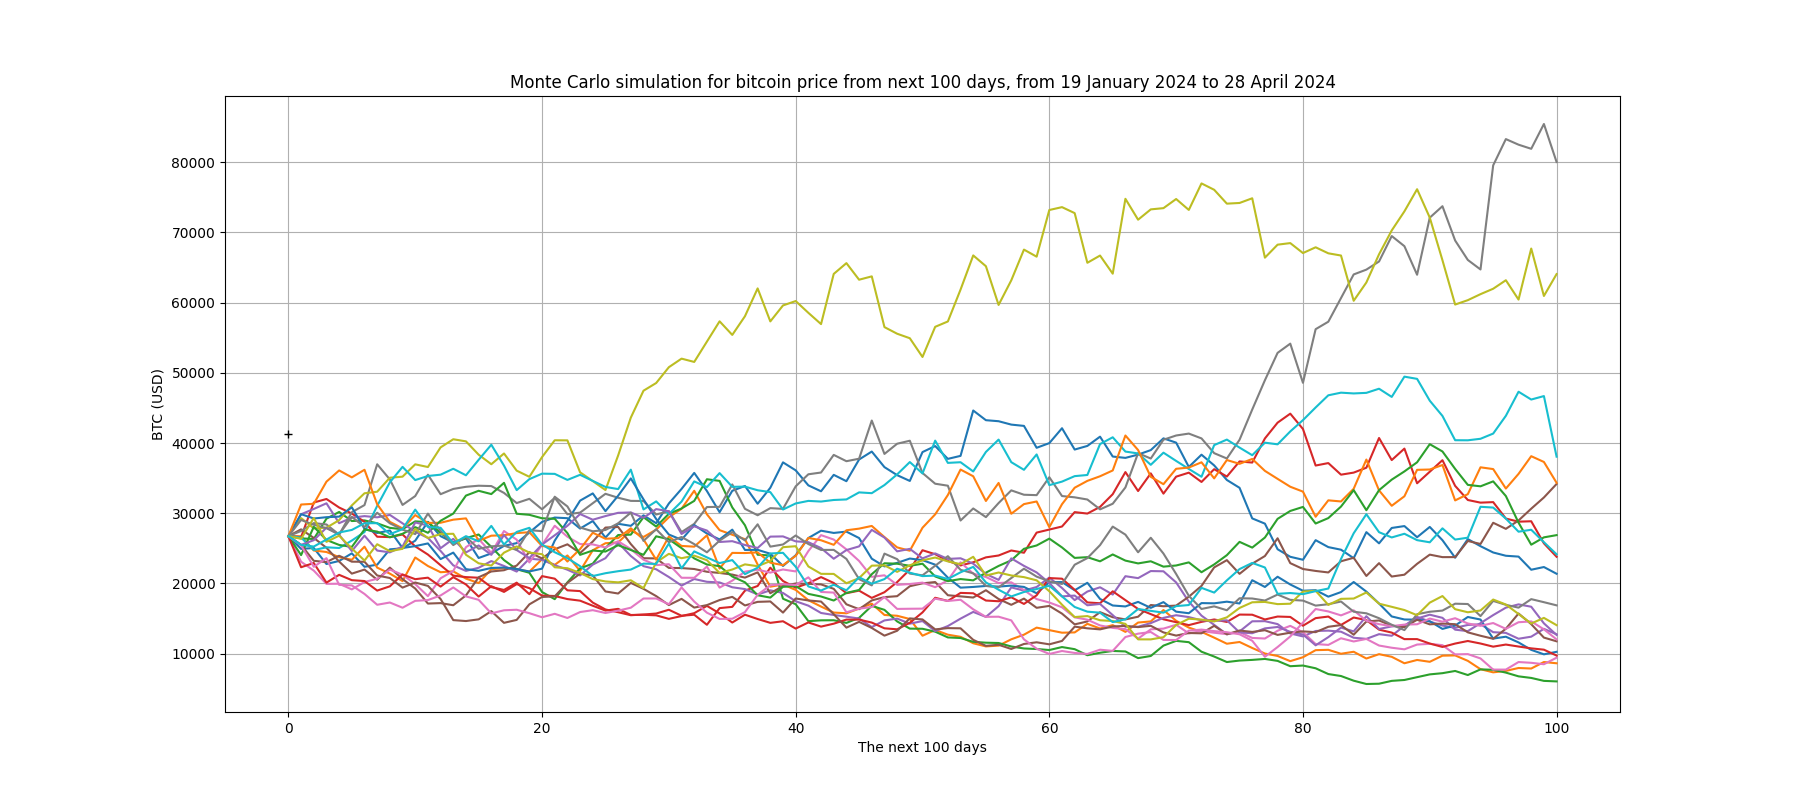 Monte Carlo simulation for bitcoin price from next 100 days, from 19 January 2024 to 28 April 2024
BTC (USD)
80000
70000
60000
50000
40000
30000
20000
10000
0 20 40 60 80 100
The next 100 days